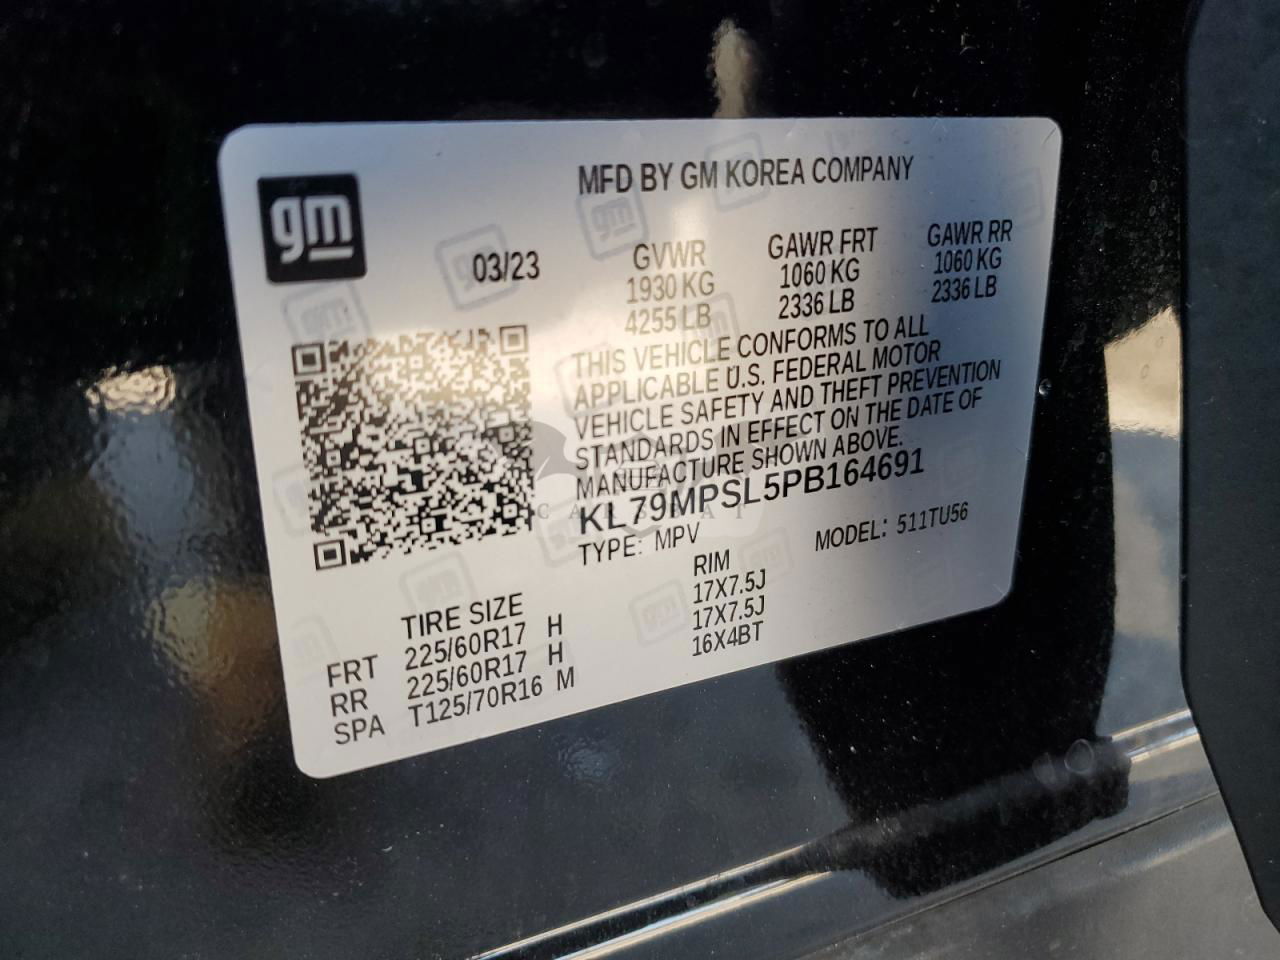 gm
MFD BY GM KOREA COMPANY
03/23
GVWR
1930 KG
4255 LB
GAWR FRT
1060 KG
2336 LB
GAWR RR
1060 KG
2336 LB
THIS VEHICLE CONFORMS TO ALL
APPLICABLE U.S. FEDERAL MOTOR
VEHICLE SAFETY AND THEFT PREVENTION
STANDARDS IN EFFECT ON THE DATE OF
MANUFACTURE SHOWN ABOVE.
KL79MPSL5PB164691
TYPE: MPV
MODEL: 511TU56
TIRE SIZE
RIM
FRT 225/60R17 H 17X7.5J
RR 225/60R17 H 17X7.5J
SPA T125/70R16 M 16X4BT